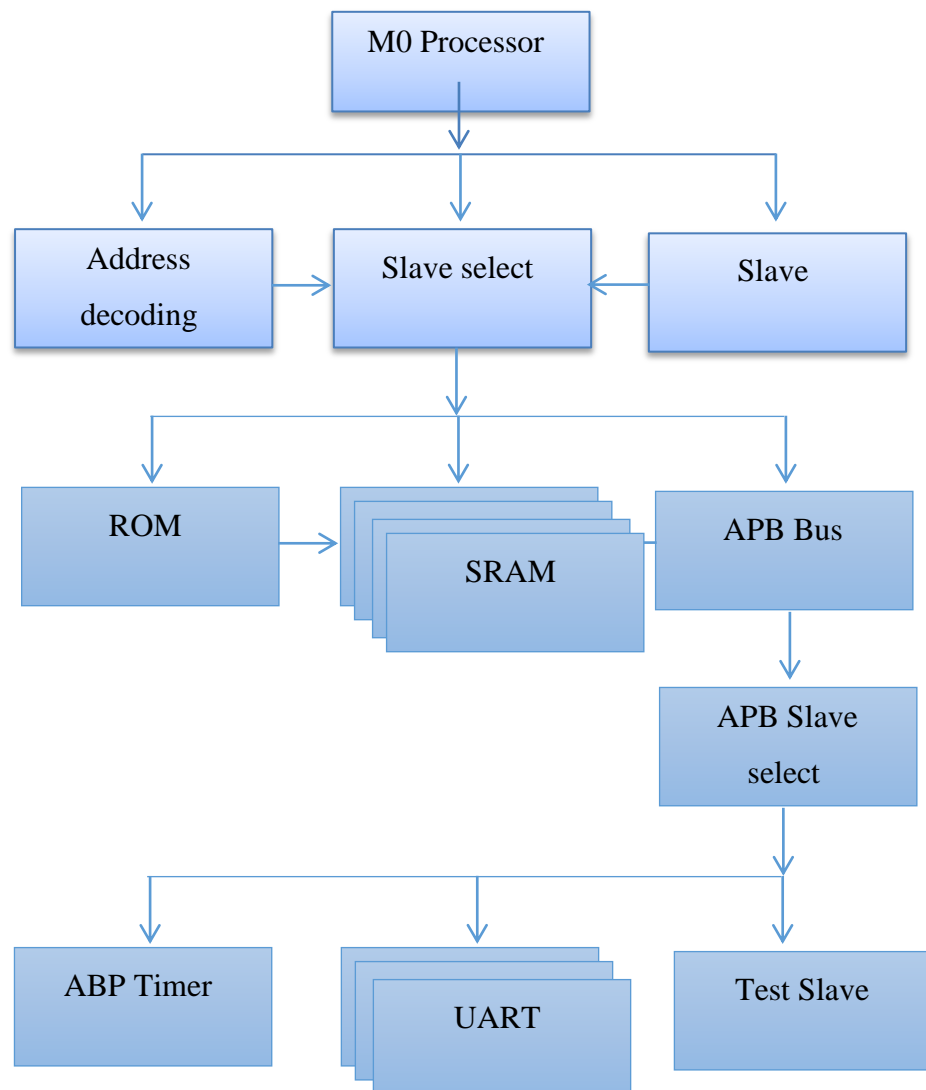 M0 Processor
Address
decoding
Slave select
Slave
ROM
SRAM
APB Bus
APB Slave
select
ABP Timer
UART
Test Slave